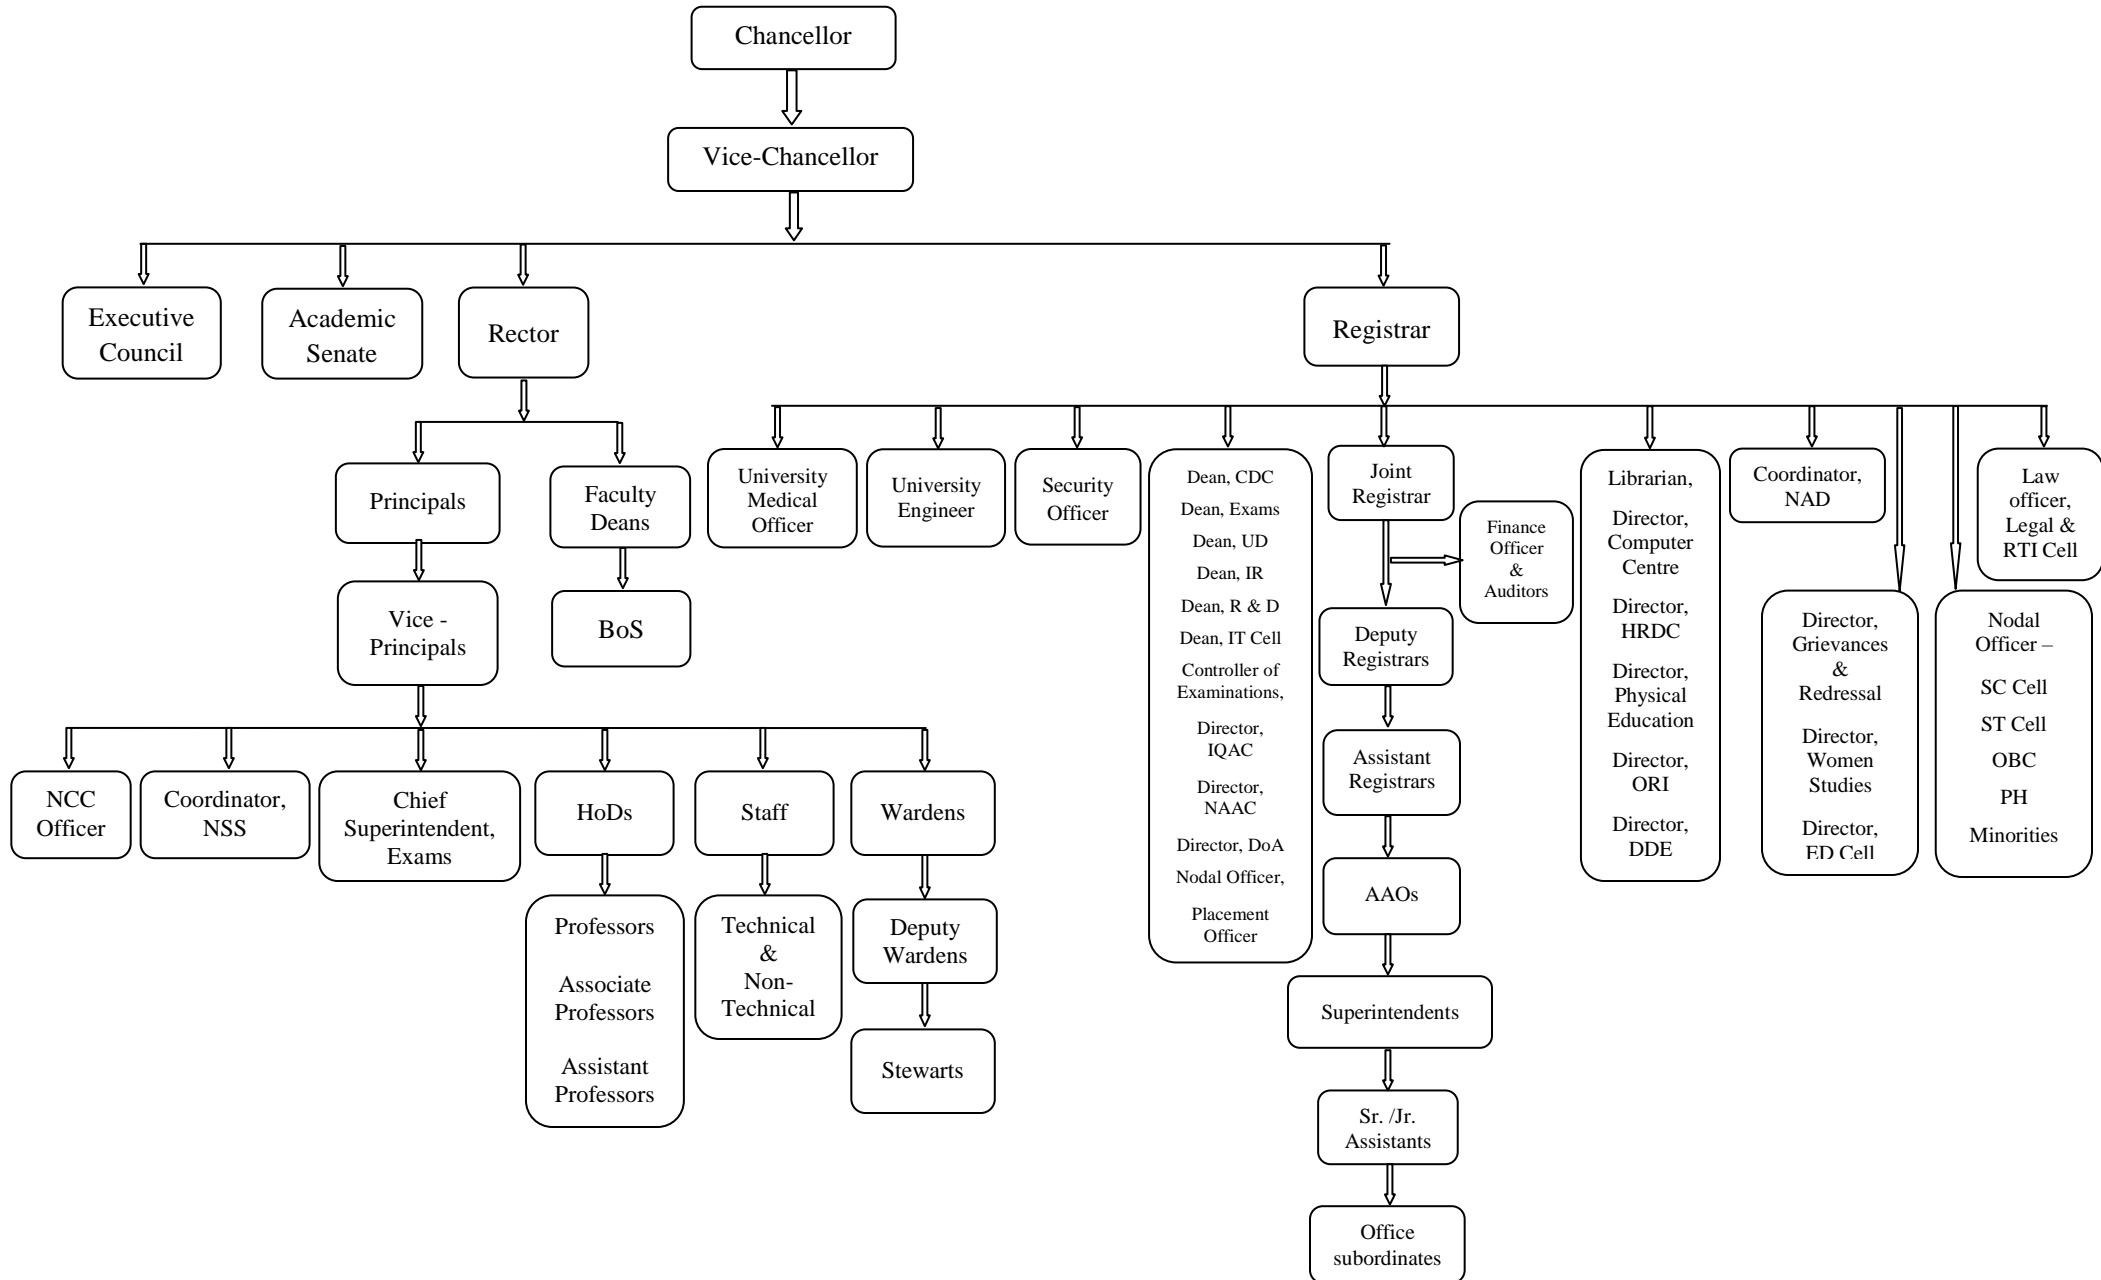 Chancellor
Vice-Chancellor
Executive
Council
Academic
Senate
Rector
Registrar
Principals
Faculty
Deans
University
Medical
Officer
University
Engineer
Security
Officer
Dean, CDC
Dean, Exams
Dean, UD
Dean, IR
Dean, R & D
Dean, IT Cell
Controller of
Examinations,
Director,
IQAC
Director,
NAAC
Director, DoA
Nodal Officer,
Placement
Officer
Joint
Registrar
Finance
Officer
&
Auditors
Librarian,
Director,
Computer
Centre
Director,
HRDC
Director,
Physical
Education
Director,
ORI
Director,
DDE
Coordinator,
NAD
Law
officer,
Legal &
RTI Cell
Vice -
Principals
BoS
Deputy
Registrars
Director,
Grievances
&
Redressal
Director,
Women
Studies
Director,
ED Cell
Nodal
Officer –
SC Cell
ST Cell
OBC
PH
Minorities
NCC
Officer
Coordinator,
NSS
Chief
Superintendent,
Exams
HoDs
Staff
Wardens
Assistant
Registrars
Professors
Associate
Professors
Assistant
Professors
Technical
&
Non-
Technical
Deputy
Wardens
AAOs
Stewarts
Superintendents
Sr. /Jr.
Assistants
Office
subordinates